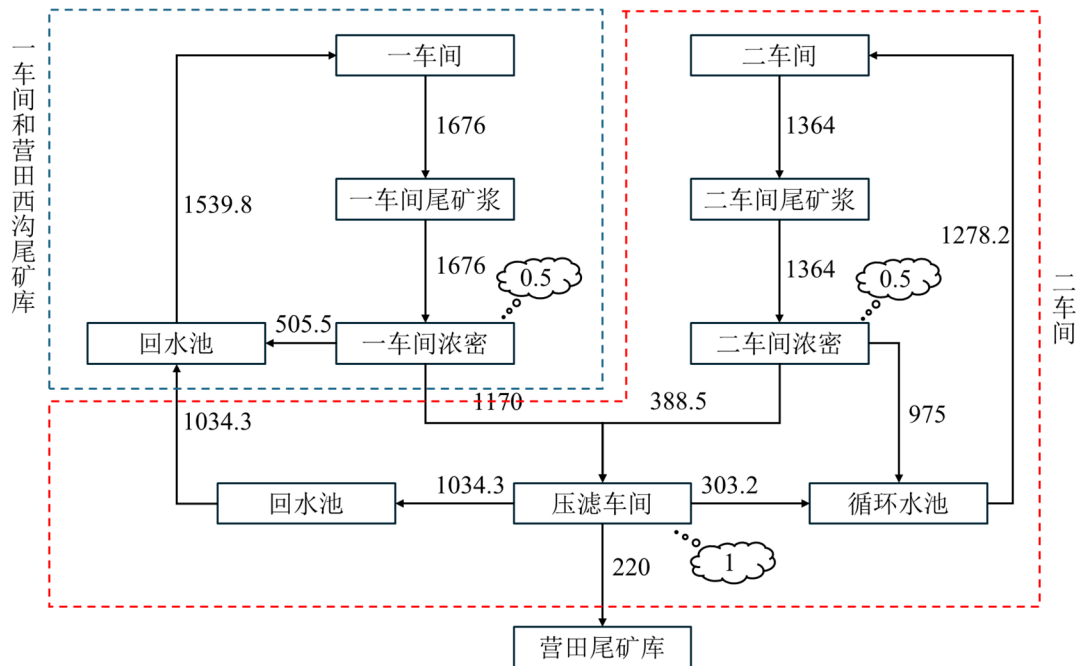 一车间和营田西沟尾矿库
一车间
二车间
1676
1364
1539.8
一车间尾矿浆
二车间尾矿浆
1278.2
1676
0.5
1364
0.5
二车间
505.5
回水池
一车间浓密
二车间浓密
1170
388.5
975
1034.3
1034.3
303.2
回水池
压滤车间
循环水池
220
1
营田尾矿库